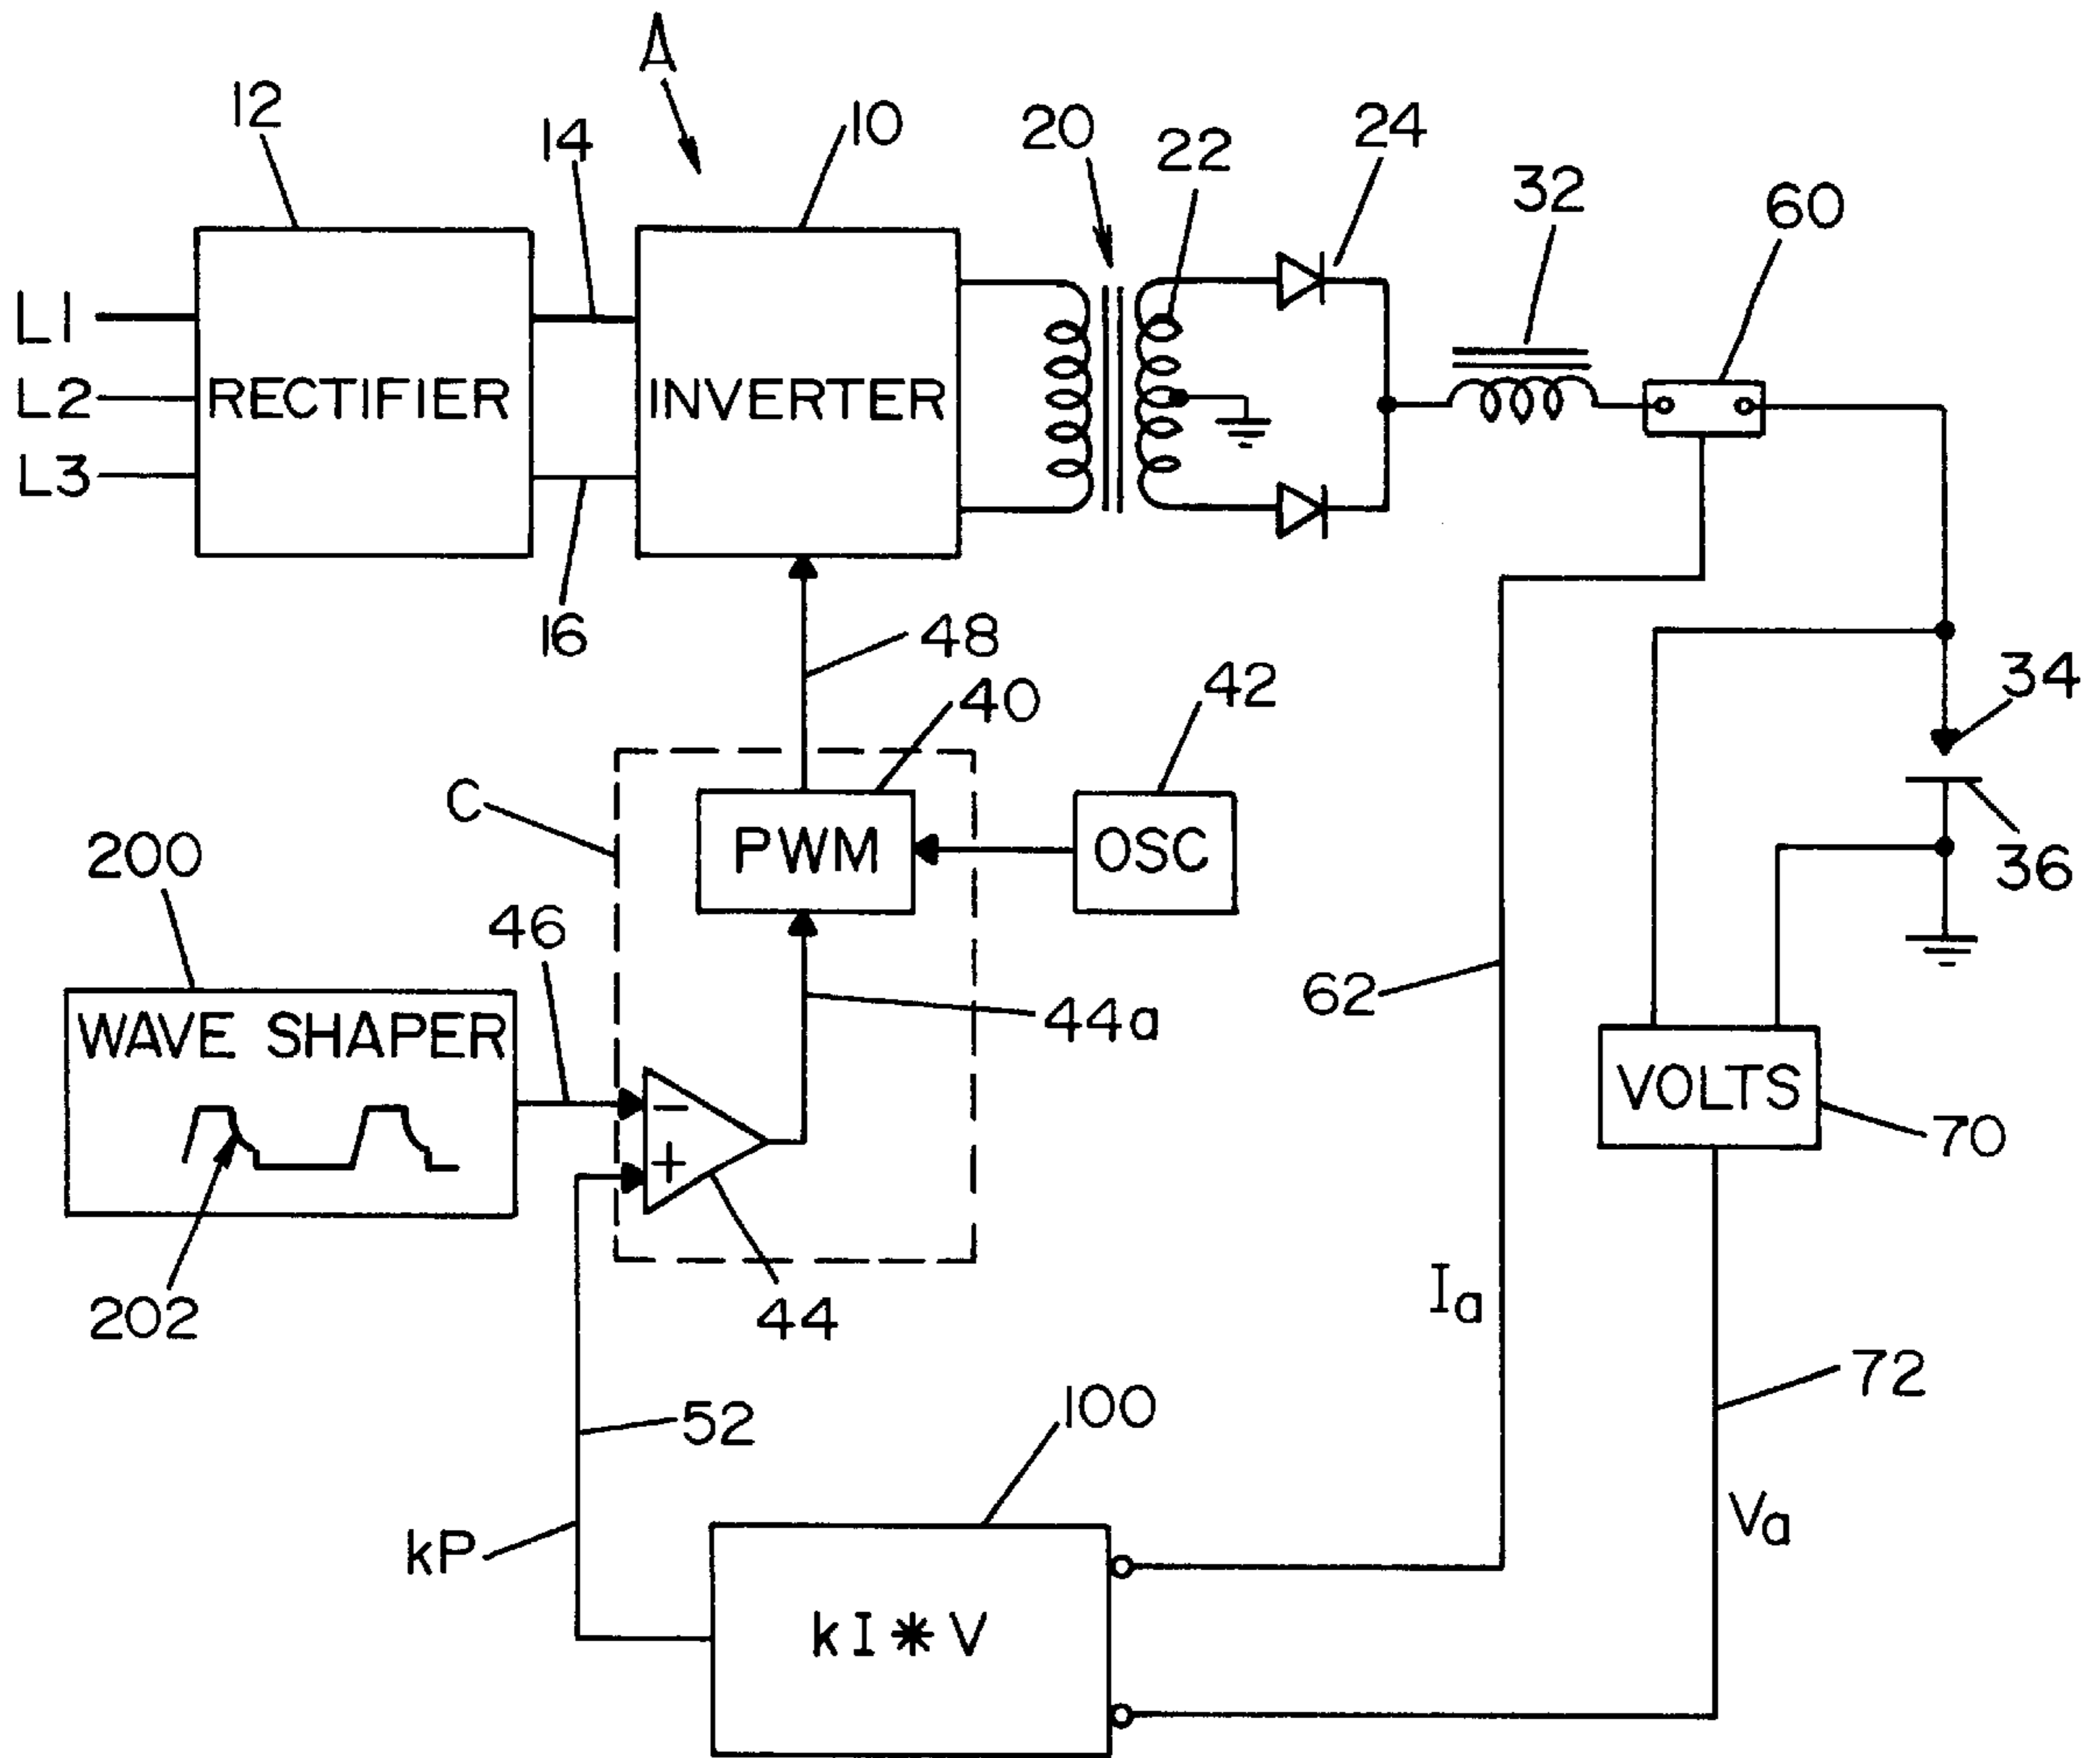 A
12
14
10
20
22
24
32
60
L1
L2
L3
RECTIFIER
INVERTER
16
48
40
42
34
36
C
PWM
OSC
200
46
44a
62
WAVE SHAPER
−
+
VOLTS
70
202
44
Ia
72
52
100
kP
Va
kI*V